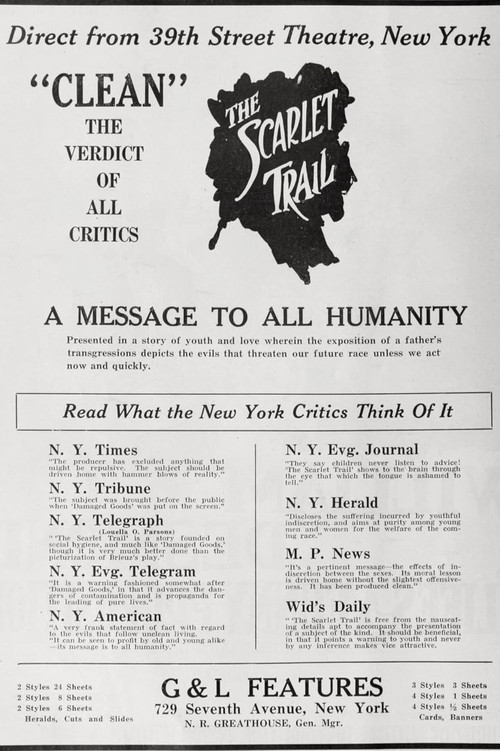 Direct from 39th Street Theatre, New York
"CLEAN"
THE
VERDICT
OF
ALL
CRITICS
THE
SCARLET
TRAIL
A MESSAGE TO ALL HUMANITY
Presented in a story of youth and love wherein the exposition of a father's
transgressions depicts the evils that threaten our future race unless we act
now and quickly.
Read What the New York Critics Think Of It
N. Y. Times
"The producer has excluded anything that
might be repulsive. The subject should be
driven home with hammer blows of reality."
N. Y. Tribune
"The subject was brought before the public
when 'Damaged Goods' was put on the screen."
N. Y. Telegraph
(Louella O. Parsons)
"'The Scarlet Trail' is a story founded on
social hygiene, and much like 'Damaged Goods,'
though it is very much better done than the
picturization of Brieux's play."
N. Y. Evg. Telegram
"It is a warning fashioned somewhat after
'Damaged Goods,' in that it advances the dan-
gers of contamination and is propaganda for
the leading of pure lives."
N. Y. American
"A very frank statement of fact with regard
to the evils that follow unclean living.
"It can be seen to profit by old and young alike
—its message is to all humanity."
N. Y. Evg. Journal
"They say children never listen to advice!
'The Scarlet Trail' shows to the brain through
the eye that which the tongue is ashamed to
tell."
N. Y. Herald
"Discloses the suffering incurred by youthful
indiscretion, and aims at purity among young
men and women for the welfare of the com-
ing race."
M. P. News
"It's a pertinent message—the effects of in-
discretion between the sexes. Its moral lesson
is driven home without the slightest offensive-
ness. It has been produced clean."
Wid's Daily
"'The Scarlet Trail' is free from the nauseat-
ing details apt to accompany the presentation
of a subject of the kind. It should be beneficial,
in that it points a warning to youth and never
by any inference makes vice attractive.
2 Styles 24 Sheets
2 Styles 8 Sheets
2 Styles 6 Sheets
Heralds, Cuts and Slides
G & L FEATURES
729 Seventh Avenue, New York
N. R. GREATHOUSE, Gen. Mgr.
3 Styles 3 Sheets
4 Styles 1 Sheets
4 Styles ½ Sheets
Cards, Banners